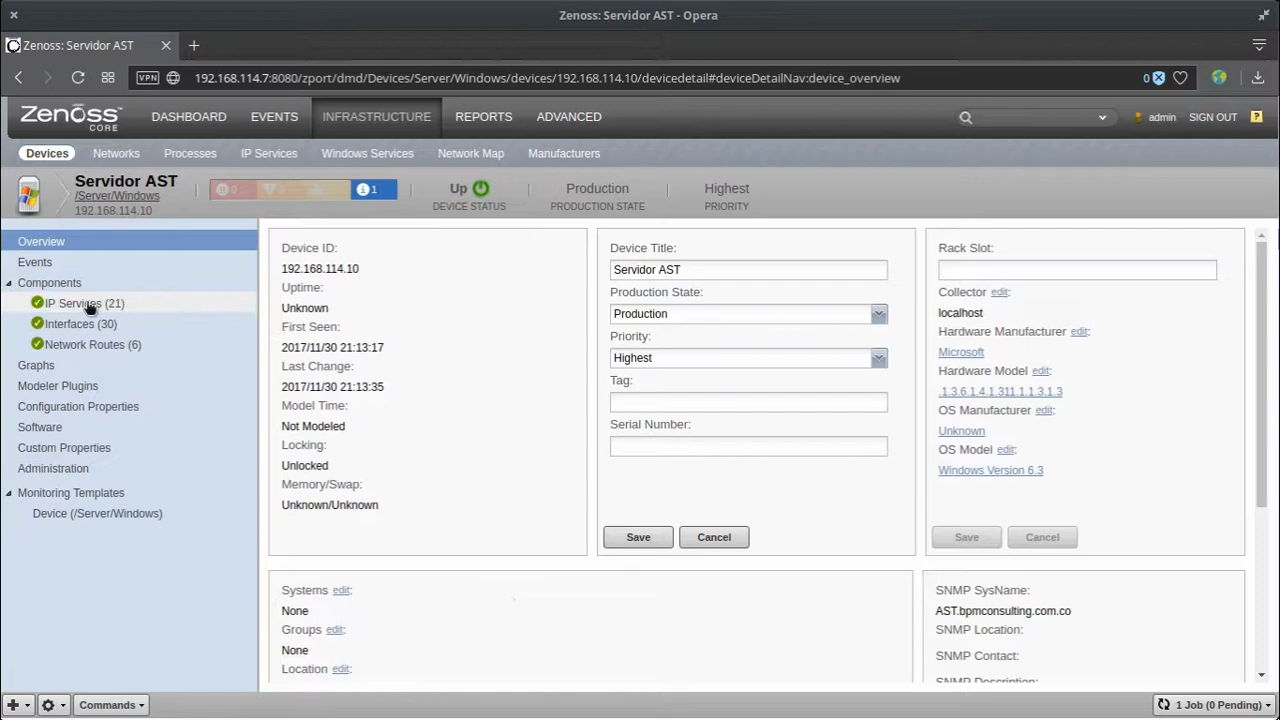 Zenoss: Servidor AST - Opera
Zenoss: Servidor AST
VPN
192.168.114.7:8080/zport/dmd/Devices/Server/Windows/devices/192.168.114.10/devicedetail#deviceDetailNav:device_overview
0
Zenoss
CORE
DASHBOARD
EVENTS
INFRASTRUCTURE
REPORTS
ADVANCED
admin
SIGN OUT
?
Devices
Networks
Processes
IP Services
Windows Services
Network Map
Manufacturers
Servidor AST
/Server/Windows
192.168.114.10
0
1
Up
DEVICE STATUS
Production
PRODUCTION STATE
Highest
PRIORITY
Overview
Events
Components
IP Services (21)
Interfaces (30)
Network Routes (6)
Graphs
Modeler Plugins
Configuration Properties
Software
Custom Properties
Administration
Monitoring Templates
Device (/Server/Windows)
Device ID:
192.168.114.10
Uptime:
Unknown
First Seen:
2017/11/30 21:13:17
Last Change:
2017/11/30 21:13:35
Model Time:
Not Modeled
Locking:
Unlocked
Memory/Swap:
Unknown/Unknown
Device Title:
Servidor AST
Production State:
Production
Priority:
Highest
Tag:
Serial Number:
Save
Cancel
Rack Slot:
Collector edit:
localhost
Hardware Manufacturer edit:
Microsoft
Hardware Model edit:
.1.3.6.1.4.1.311.1.1.3.1.3
OS Manufacturer edit:
Unknown
OS Model edit:
Windows Version 6.3
Save
Cancel
Systems edit:
None
Groups edit:
None
Location edit:
SNMP SysName:
AST.bpmconsulting.com.co
SNMP Location:
SNMP Contact:
SNMP Description:
Commands
1 Job (0 Pending)